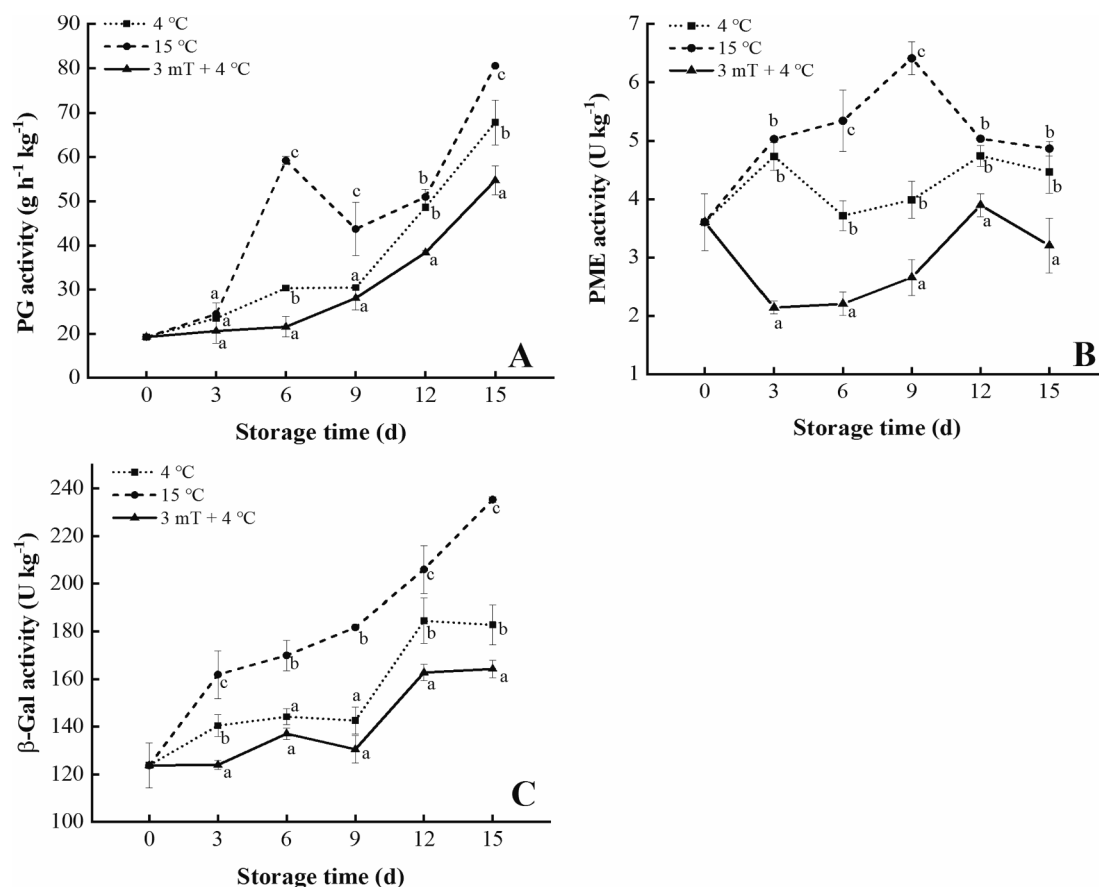 4 ℃
15 ℃
3 mT + 4 ℃
PG activity (g h⁻¹ kg⁻¹)
90
80
70
60
50
40
30
20
10
0
a
a
a
c
b
a
c
a
a
b
b
a
c
b
a
A
0 3 6 9 12 15
Storage time (d)
4 ℃
15 ℃
3 mT + 4 ℃
PME activity (U kg⁻¹)
7
6
5
4
3
2
1
b
b
a
c
b
a
c
b
a
b
b
a
b
b
a
B
0 3 6 9 12 15
Storage time (d)
4 ℃
15 ℃
3 mT + 4 ℃
β-Gal activity (U kg⁻¹)
240
220
200
180
160
140
120
100
c
b
a
b
a
a
b
a
a
c
b
a
c
b
a
C
0 3 6 9 12 15
Storage time (d)